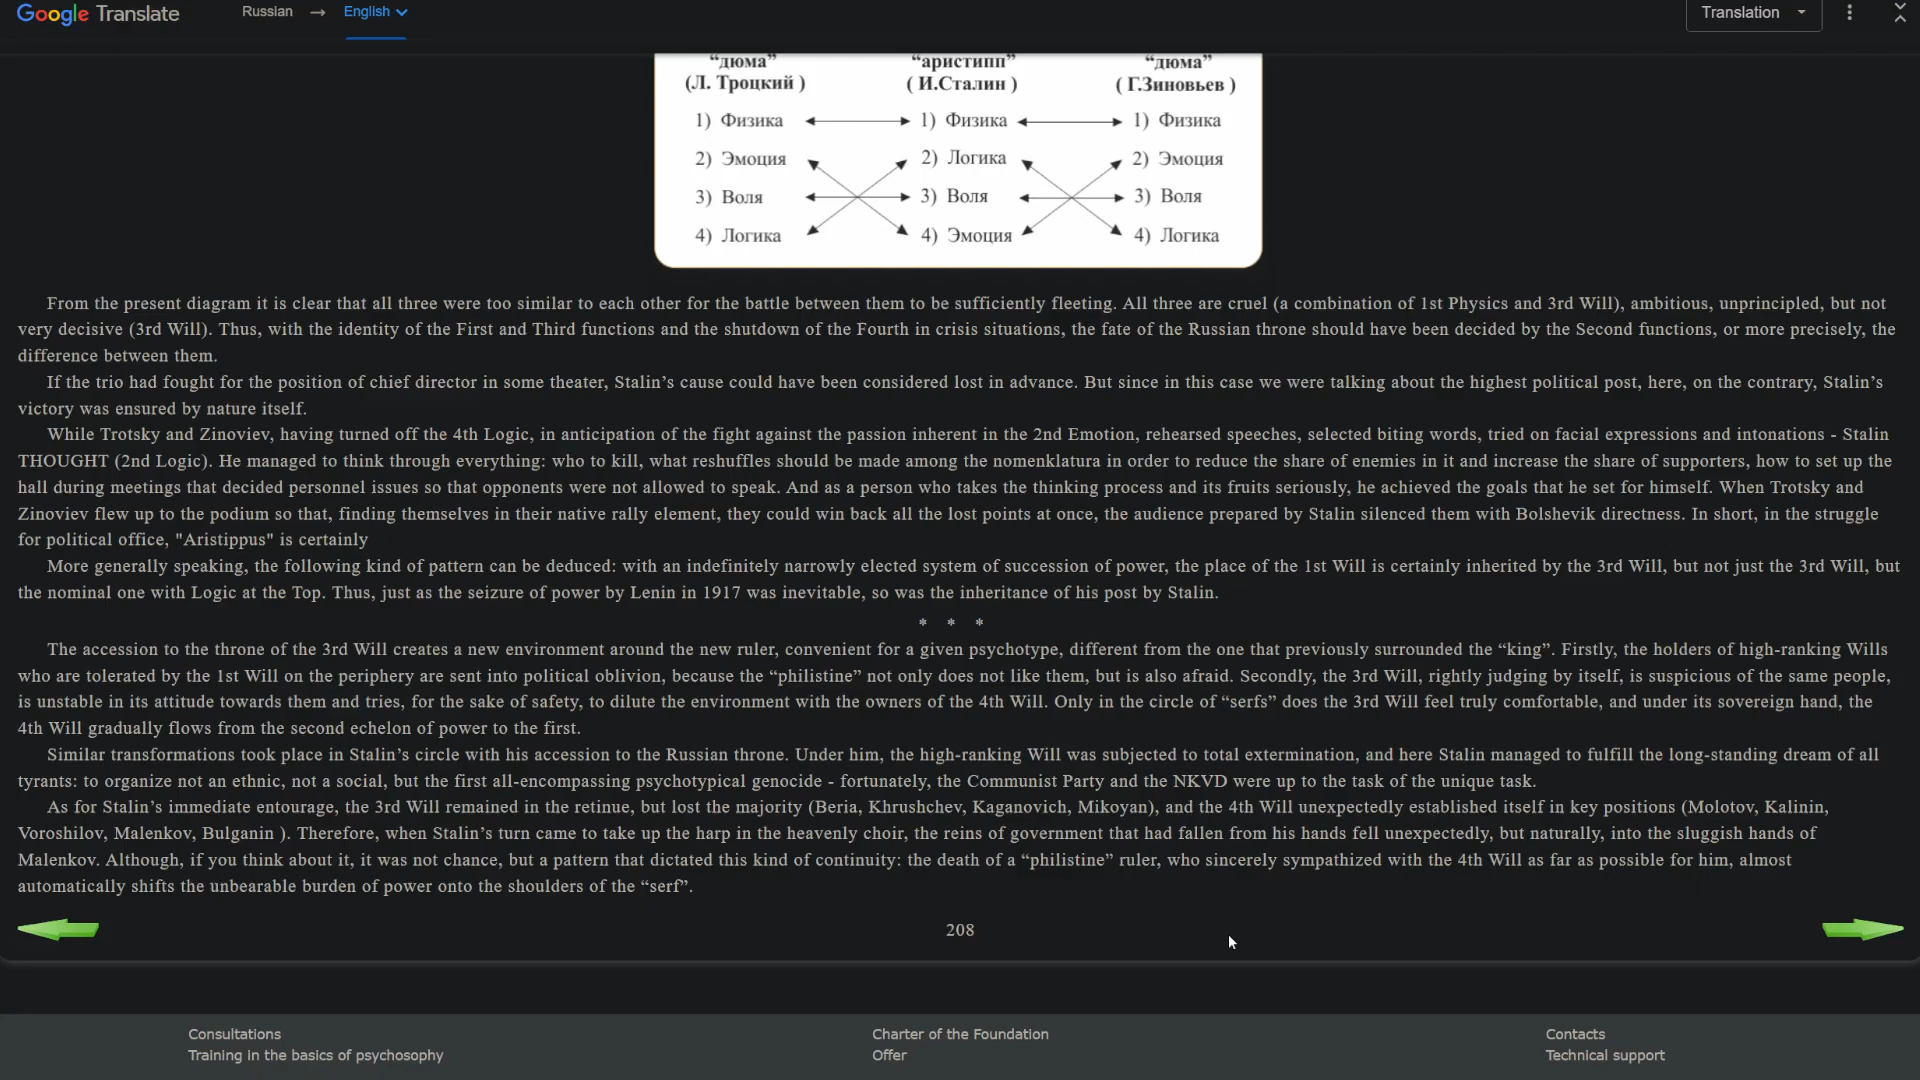 Google Translate
Russian → English
Translation
“дюма” “аристипп” “дюма”
(Л. Троцкий ) ( И.Сталин ) ( Г.Зиновьев )
1) Физика 1) Физика 1) Физика
2) Эмоция 2) Логика 2) Эмоция
3) Воля 3) Воля 3) Воля
4) Логика 4) Эмоция 4) Логика
From the present diagram it is clear that all three were too similar to each other for the battle between them to be sufficiently fleeting. All three are cruel (a combination of 1st Physics and 3rd Will), ambitious, unprincipled, but not
very decisive (3rd Will). Thus, with the identity of the First and Third functions and the shutdown of the Fourth in crisis situations, the fate of the Russian throne should have been decided by the Second functions, or more precisely, the
difference between them.
If the trio had fought for the position of chief director in some theater, Stalin’s cause could have been considered lost in advance. But since in this case we were talking about the highest political post, here, on the contrary, Stalin’s
victory was ensured by nature itself.
While Trotsky and Zinoviev, having turned off the 4th Logic, in anticipation of the fight against the passion inherent in the 2nd Emotion, rehearsed speeches, selected biting words, tried on facial expressions and intonations - Stalin
THOUGHT (2nd Logic). He managed to think through everything: who to kill, what reshuffles should be made among the nomenklatura in order to reduce the share of enemies in it and increase the share of supporters, how to set up the
hall during meetings that decided personnel issues so that opponents were not allowed to speak. And as a person who takes the thinking process and its fruits seriously, he achieved the goals that he set for himself. When Trotsky and
Zinoviev flew up to the podium so that, finding themselves in their native rally element, they could win back all the lost points at once, the audience prepared by Stalin silenced them with Bolshevik directness. In short, in the struggle
for political office, "Aristippus" is certainly
More generally speaking, the following kind of pattern can be deduced: with an indefinitely narrowly elected system of succession of power, the place of the 1st Will is certainly inherited by the 3rd Will, but not just the 3rd Will, but
the nominal one with Logic at the Top. Thus, just as the seizure of power by Lenin in 1917 was inevitable, so was the inheritance of his post by Stalin.
* * *
The accession to the throne of the 3rd Will creates a new environment around the new ruler, convenient for a given psychotype, different from the one that previously surrounded the “king”. Firstly, the holders of high-ranking Wills
who are tolerated by the 1st Will on the periphery are sent into political oblivion, because the “philistine” not only does not like them, but is also afraid. Secondly, the 3rd Will, rightly judging by itself, is suspicious of the same people,
is unstable in its attitude towards them and tries, for the sake of safety, to dilute the environment with the owners of the 4th Will. Only in the circle of “serfs” does the 3rd Will feel truly comfortable, and under its sovereign hand, the
4th Will gradually flows from the second echelon of power to the first.
Similar transformations took place in Stalin’s circle with his accession to the Russian throne. Under him, the high-ranking Will was subjected to total extermination, and here Stalin managed to fulfill the long-standing dream of all
tyrants: to organize not an ethnic, not a social, but the first all-encompassing psychotypical genocide - fortunately, the Communist Party and the NKVD were up to the task of the unique task.
As for Stalin’s immediate entourage, the 3rd Will remained in the retinue, but lost the majority (Beria, Khrushchev, Kaganovich, Mikoyan), and the 4th Will unexpectedly established itself in key positions (Molotov, Kalinin,
Voroshilov, Malenkov, Bulganin ). Therefore, when Stalin’s turn came to take up the harp in the heavenly choir, the reins of government that had fallen from his hands fell unexpectedly, but naturally, into the sluggish hands of
Malenkov. Although, if you think about it, it was not chance, but a pattern that dictated this kind of continuity: the death of a “philistine” ruler, who sincerely sympathized with the 4th Will as far as possible for him, almost
automatically shifts the unbearable burden of power onto the shoulders of the “serf”.
208
Consultations Charter of the Foundation Contacts
Training in the basics of psychosophy Offer Technical support